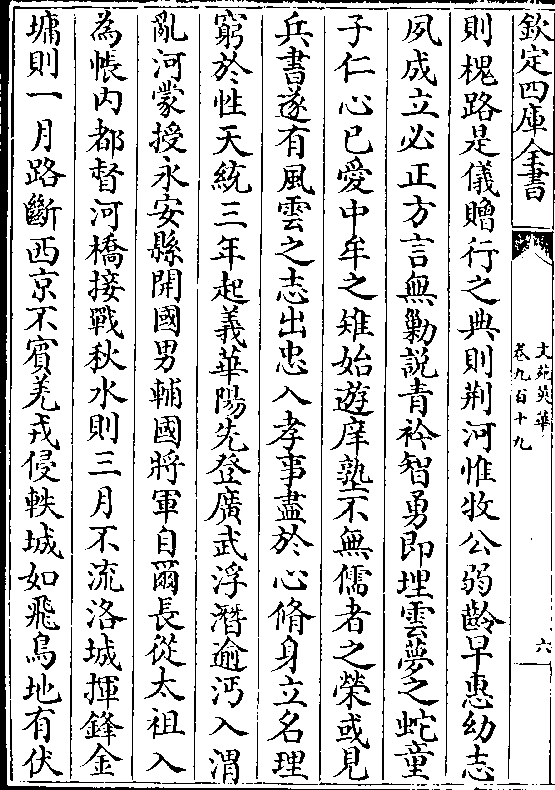 欽定四庫全書
文苑英華
卷九百十九
六
則槐路是儀贈行之典則荆河惟牧公弱齡早惠幼志
夙成立必正方言無勦說青衿智勇即埋雲夢之蛇童
子仁心已愛中牟之雉始遊庠塾不無儒者之榮或見
兵書遂有風雲之志出忠入孝事盡於心脩身立名理
窮於性天統三年起義華陽先登廣武浮潛逾沔入渭
亂河蒙授永安縣開國男輔國將軍自爾長從太祖入
為帳內都督河橋接戰秋水則三月不流洛城揮鋒金
墉則一月路斷西京不賓羌戎侵軼城如飛鳥地有伏